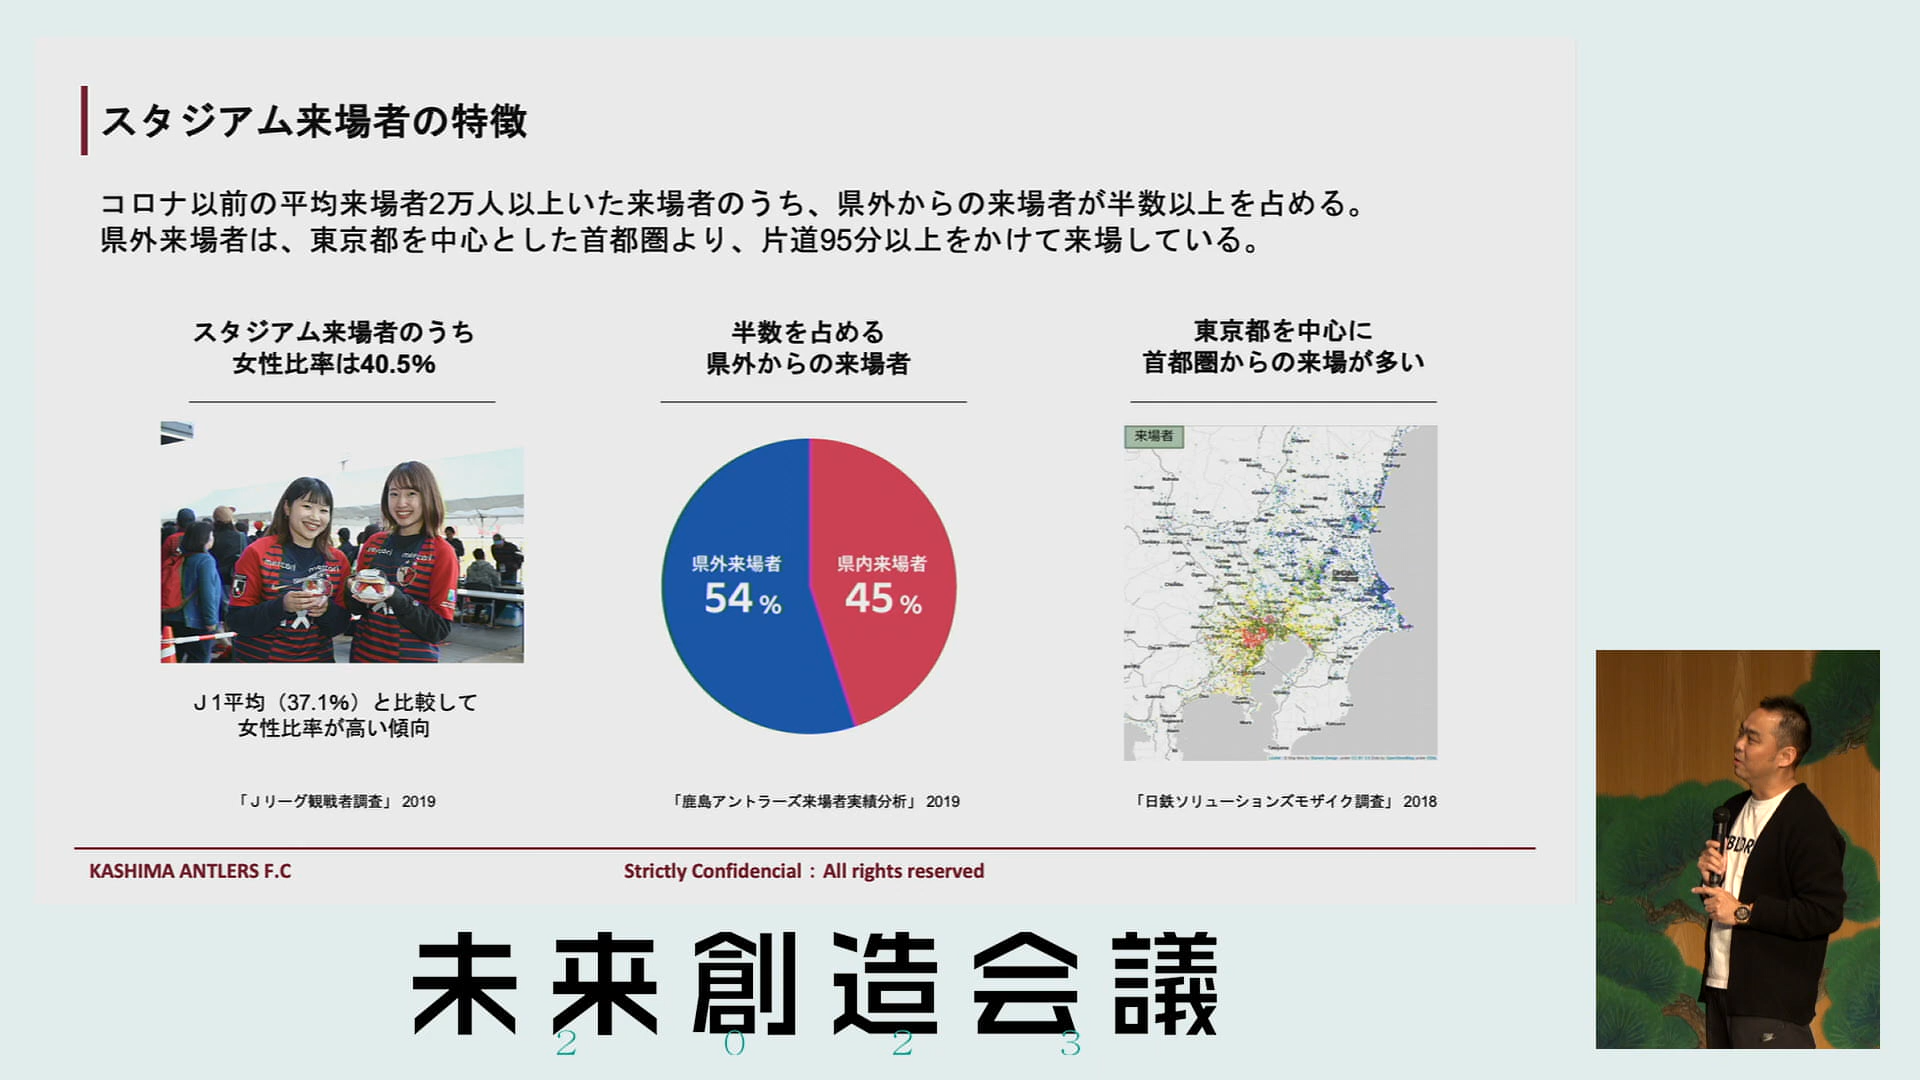 スタジアム来場者の特徴
コロナ以前の平均来場者2万人以上いた来場者のうち、県外からの来場者が半数以上を占める。
県外来場者は、東京都を中心とした首都圏より、片道95分以上をかけて来場している。
スタジアム来場者のうち
女性比率は40.5%
J1平均（37.1%）と比較して
女性比率が高い傾向
「Jリーグ観戦者調査」 2019
半数を占める
県外からの来場者
県外来場者
54 %
県内来場者
45 %
「鹿島アントラーズ来場者実績分析」 2019
東京都を中心に
首都圏からの来場が多い
来場者
「日鉄ソリューションズモザイク調査」 2018
KASHIMA ANTLERS F.C
Strictly Confidencial : All rights reserved
未来創造会議
2023